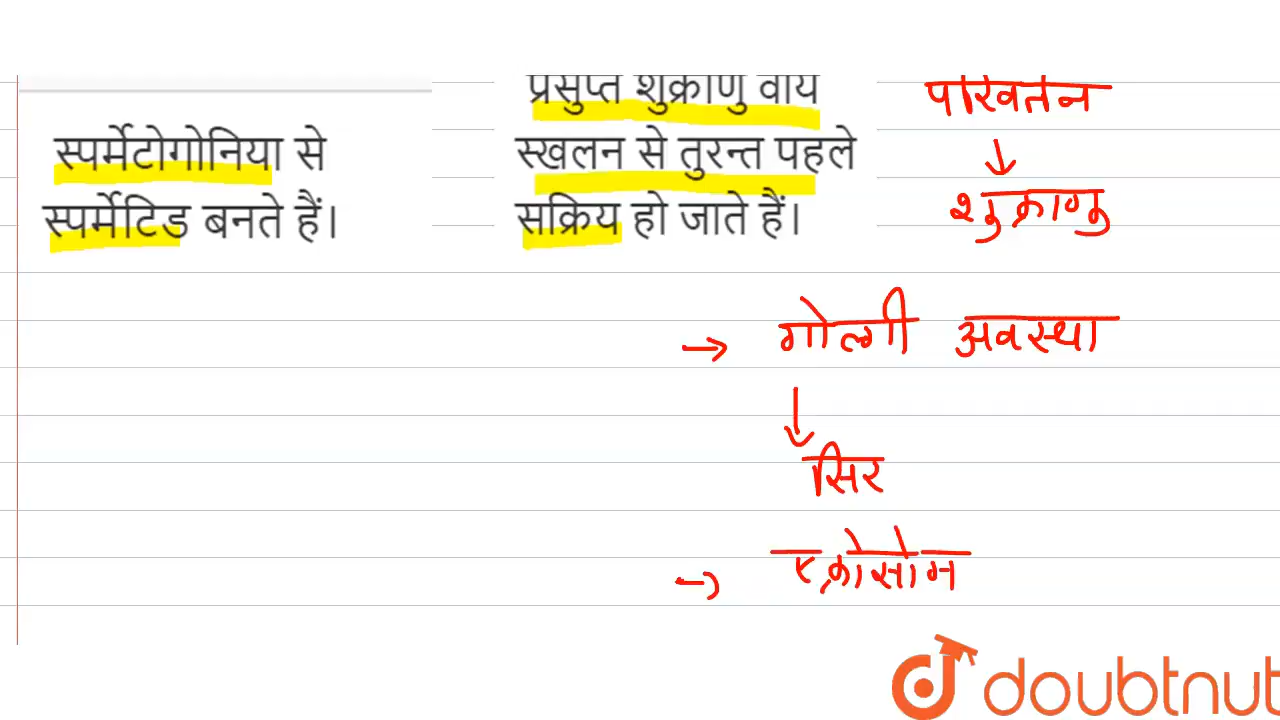 स्पर्मेटोगोनिया से
स्पर्मेटिड बनते हैं।
प्रसुप्त शुक्राणु वाय
स्खलन से तुरन्त पहले
सक्रिय हो जाते हैं।
परिवर्तन
↓
शुक्राणु
→ गोल्गी अवस्था
↓
सिर
→ एक्रोसोम
doubtnut